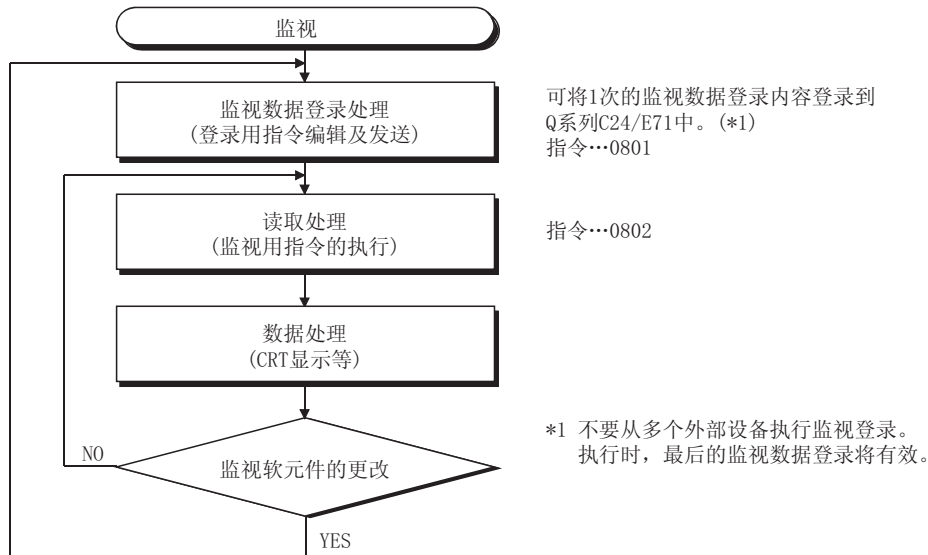 监视
监视数据登录处理
(登录用指令编辑及发送)
可将1次的监视数据登录内容登录到
Q系列C24/E71中。(*1)
指令…0801
读取处理
(监视用指令的执行)
指令…0802
数据处理
(CRT显示等)
*1 不要从多个外部设备执行监视登录。
执行时，最后的监视数据登录将有效。
NO
监视软元件的更改
YES